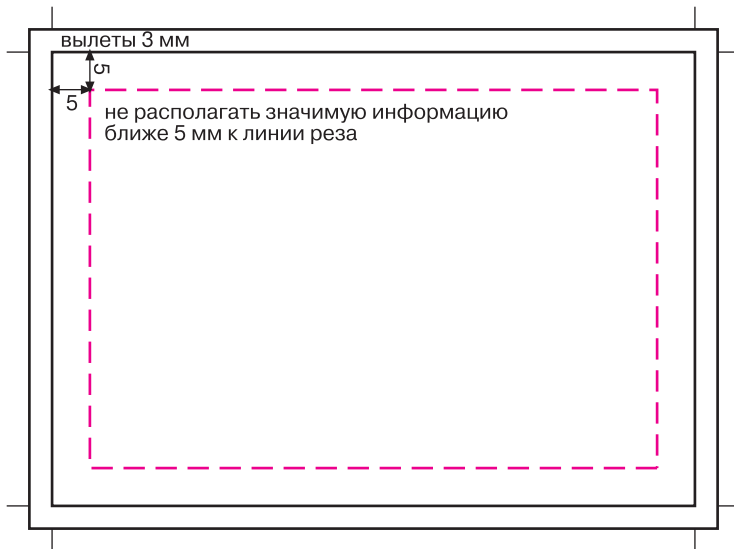 вылеты 3 мм
5
5
не располагать значимую информацию
ближе 5 мм к линии реза